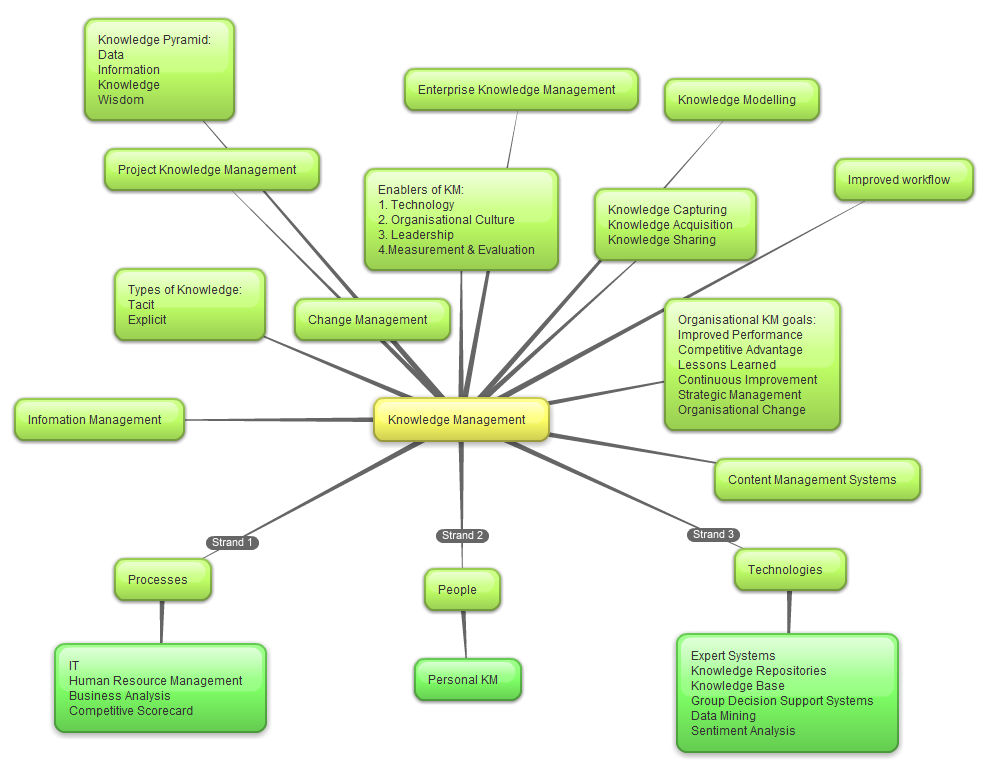 Knowledge Pyramid:
Data
Information
Knowledge
Wisdom
Enterprise Knowledge Management
Knowledge Modelling
Project Knowledge Management
Enablers of KM:
1. Technology
2. Organisational Culture
3. Leadership
4.Measurement & Evaluation
Knowledge Capturing
Knowledge Acquisition
Knowledge Sharing
Improved workflow
Types of Knowledge:
Tacit
Explicit
Change Management
Organisational KM goals:
Improved Performance
Competitive Advantage
Lessons Learned
Continuous Improvement
Strategic Management
Organisational Change
Infomation Management
Knowledge Management
Content Management Systems
Strand 1
Strand 2
Strand 3
Processes
People
Technologies
IT
Human Resource Management
Business Analysis
Competitive Scorecard
Personal KM
Expert Systems
Knowledge Repositories
Knowledge Base
Group Decision Support Systems
Data Mining
Sentiment Analysis